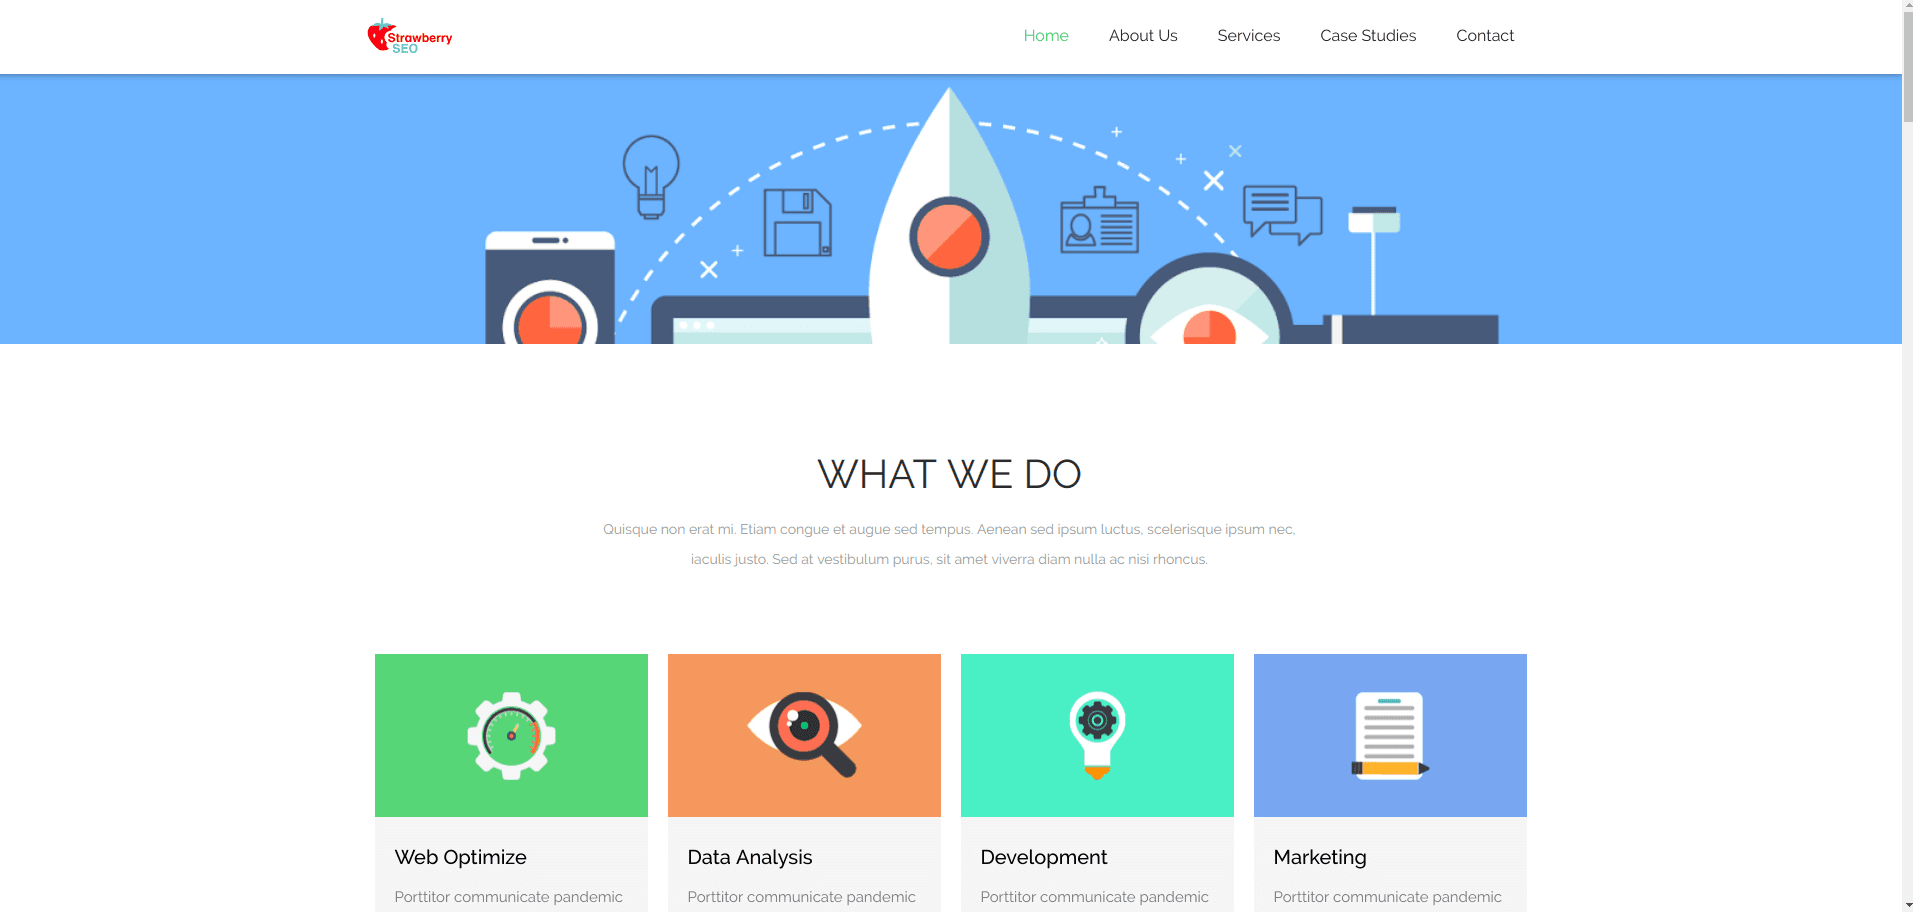 Strawberry
SEO
Home About Us Services Case Studies Contact
WHAT WE DO
Quisque non erat mi. Etiam congue et augue sed tempus. Aenean sed ipsum luctus, scelerisque ipsum nec,
iaculis justo. Sed at vestibulum purus, sit amet viverra diam nulla ac nisi rhoncus.
Web Optimize
Porttitor communicate pandemic
Data Analysis
Porttitor communicate pandemic
Development
Porttitor communicate pandemic
Marketing
Porttitor communicate pandemic